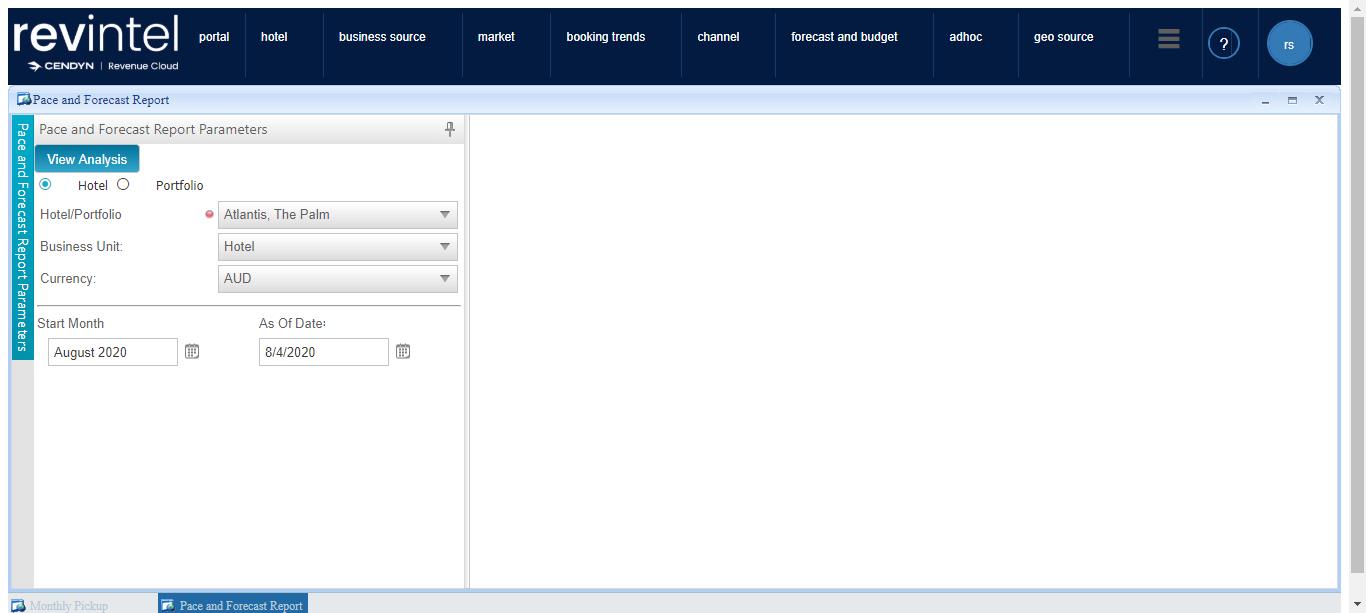 revintel
CENDYN | Revenue Cloud
portal hotel business source market booking trends channel forecast and budget adhoc geo source ? rs
Pace and Forecast Report
Pace and Forecast Report Parameters
Pace and Forecast Report Parameters
View Analysis
Hotel Portfolio
Hotel/Portfolio Atlantis, The Palm
Business Unit: Hotel
Currency: AUD
Start Month As Of Date:
August 2020 8/4/2020
Monthly Pickup Pace and Forecast Report